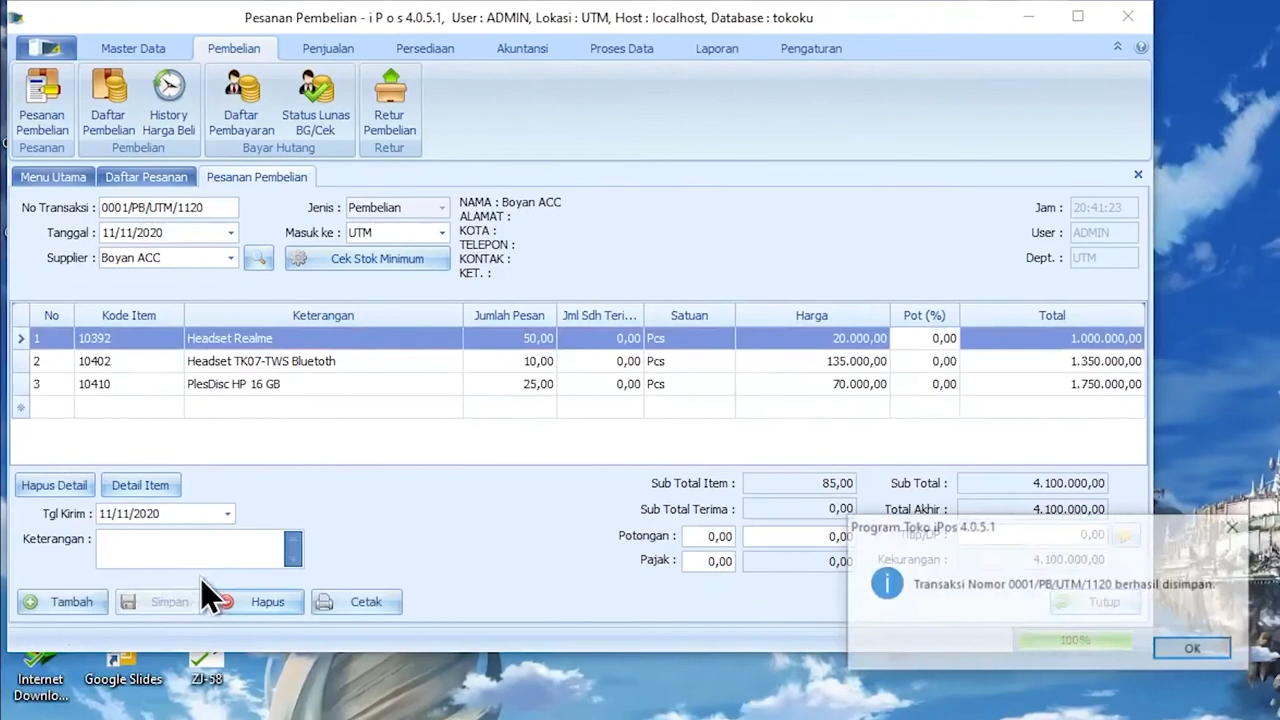 Pesanan Pembelian - i P o s 4.0.5.1, User : ADMIN, Lokasi : UTM, Host : localhost, Database : tokoku
Master Data Pembelian Penjualan Persediaan Akuntansi Proses Data Laporan Pengaturan
Pesanan Pembelian
Daftar Pembelian
History Harga Beli
Daftar Pembayaran
Status Lunas BG/Cek
Retur Pembelian
Pesanan Pembelian Bayar Hutang Retur
Menu Utama Daftar Pesanan Pesanan Pembelian
No Transaksi : 0001/PB/UTM/1120 Jenis : Pembelian NAMA : Boyan ACC Jam : 20:41:23
ALAMAT :
Tanggal : 11/11/2020 Masuk ke : UTM KOTA : User : ADMIN
TELEPON :
Supplier : Boyan ACC Cek Stok Minimum KONTAK : Dept. : UTM
KET. :
No Kode Item Keterangan Jumlah Pesan Jml Sdh Teri... Satuan Harga Pot (%) Total
1 10392 Headset Realme 50,00 0,00 Pcs 20.000,00 0,00 1.000.000,00
2 10402 Headset TK07-TWS Bluetoth 10,00 0,00 Pcs 135.000,00 0,00 1.350.000,00
3 10410 PlesDisc HP 16 GB 25,00 0,00 Pcs 70.000,00 0,00 1.750.000,00
Hapus Detail Detail Item Sub Total Item : 85,00 Sub Total : 4.100.000,00
Tgl Kirim : 11/11/2020 Sub Total Terima : 0,00 Total Akhir : 4.100.000,00
Keterangan : Potongan : 0,00 0,00 0,00
Pajak : 0,00 0,00 Kekurangan : 4.100.000,00
Tambah Simpan Hapus Cetak Tutup
Program Toko iPos 4.0.5.1
Transaksi Nomor 0001/PB/UTM/1120 berhasil disimpan.
100%
OK
Internet Downlo...
Google Slides
ZJ-58